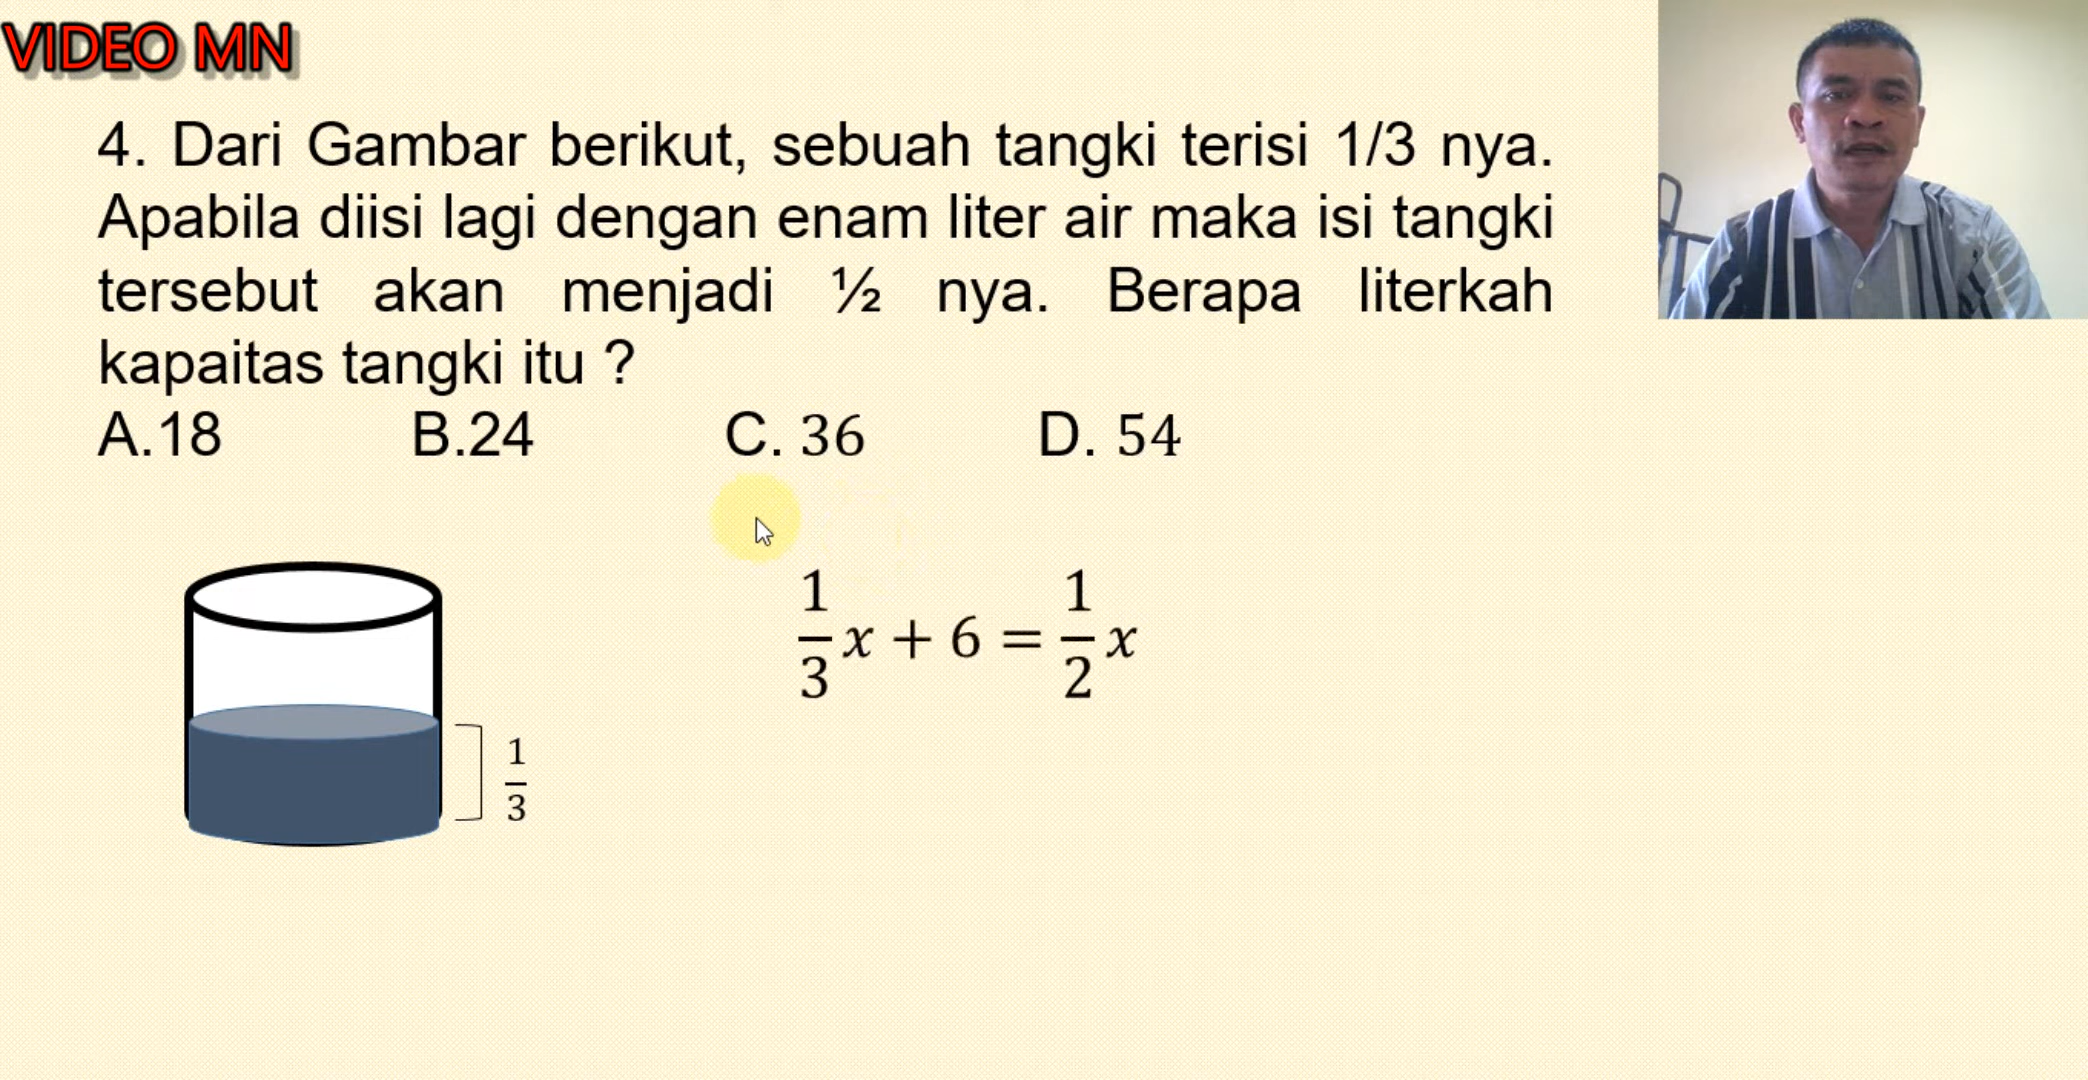 VIDEO MN
4. Dari Gambar berikut, sebuah tangki terisi 1/3 nya.
Apabila diisi lagi dengan enam liter air maka isi tangki
tersebut akan menjadi ½ nya. Berapa literkah
kapaitas tangki itu ?
A.18 B.24 C. 36 D. 54
1/3 x + 6 = 1/2 x
1/3